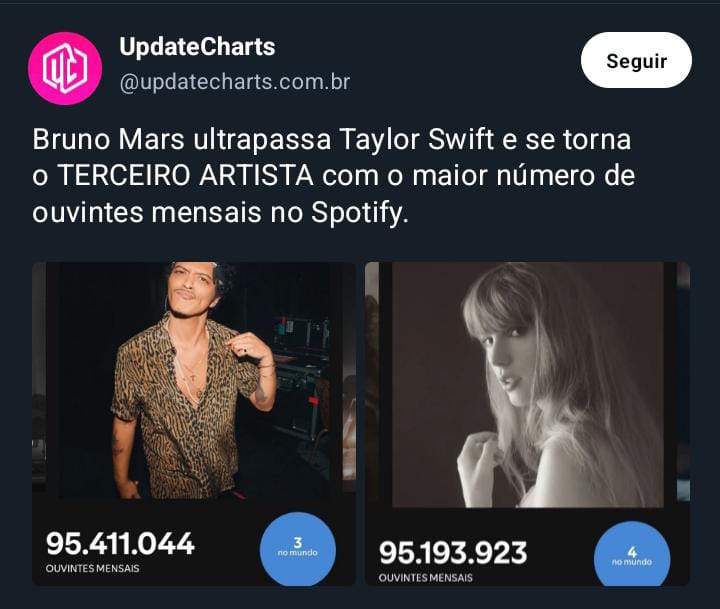 UpdateCharts
@updatecharts.com.br
Seguir
Bruno Mars ultrapassa Taylor Swift e se torna
o TERCEIRO ARTISTA com o maior número de
ouvintes mensais no Spotify.
95.411.044
OUVINTES MENSAIS
3
no mundo
95.193.923
OUVINTES MENSAIS
4
no mundo